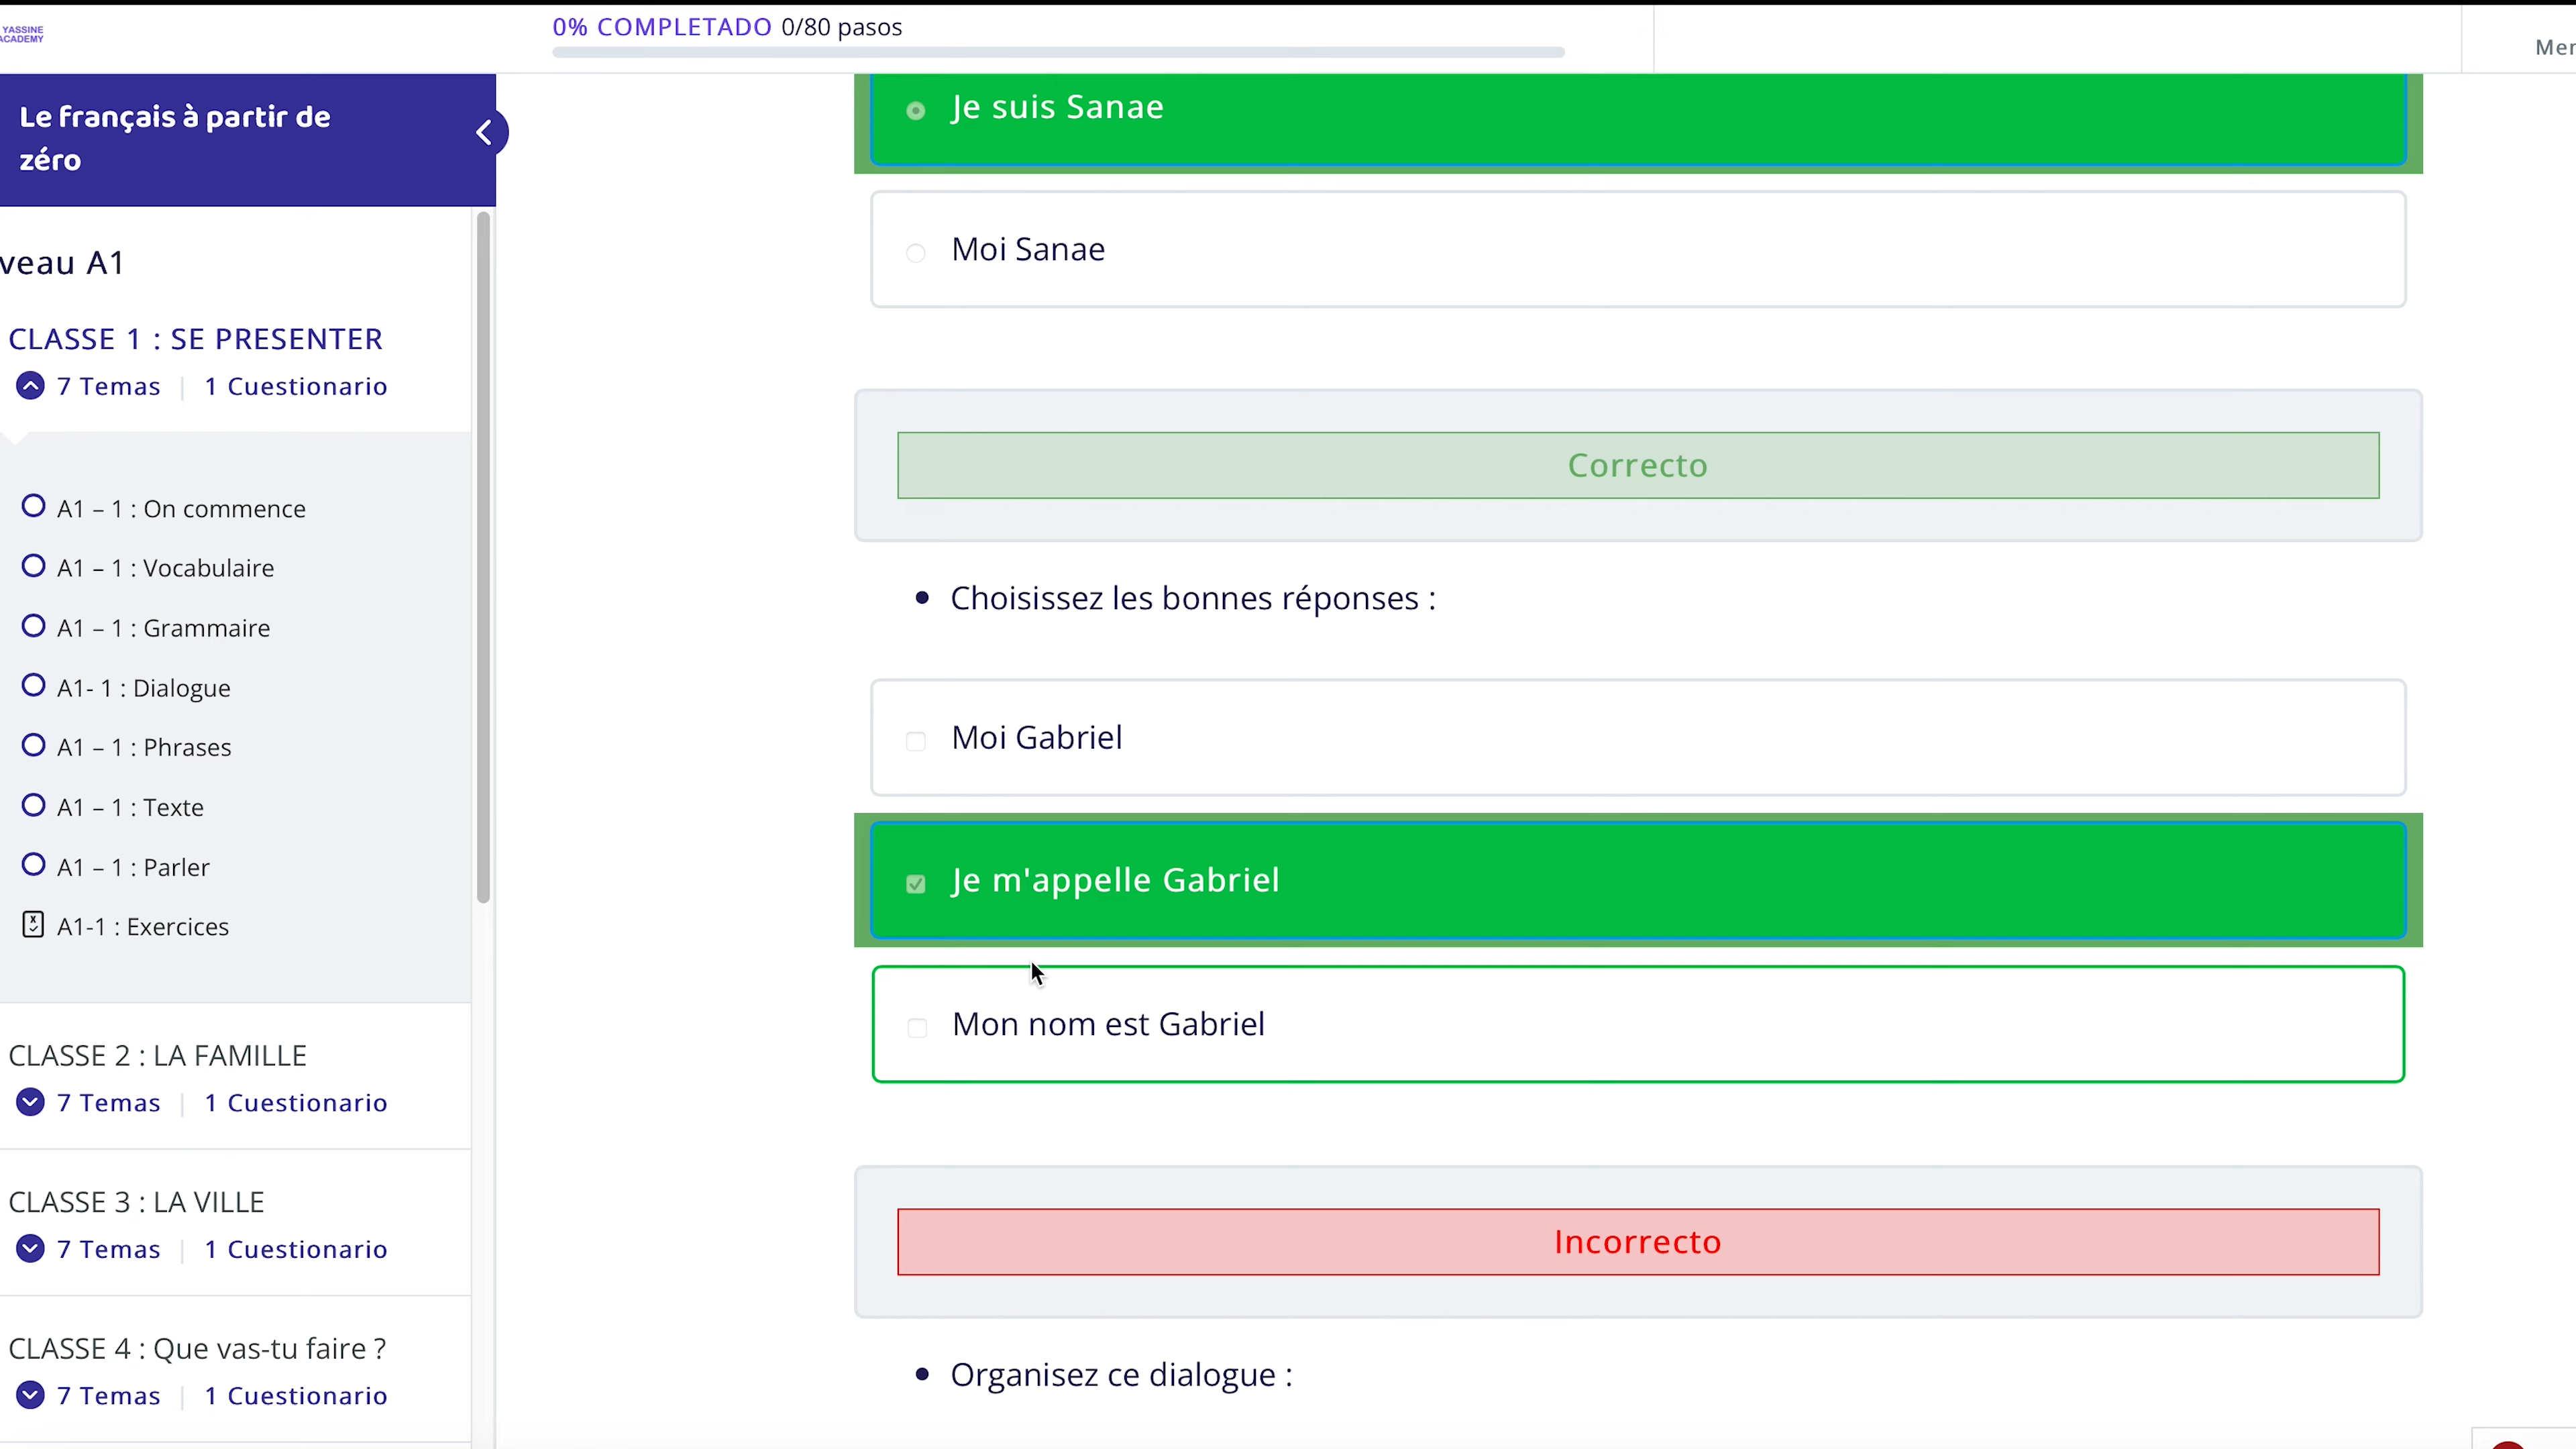 YASSINE
ACADEMY
0% COMPLETADO 0/80 pasos
Le français à partir de
zéro
veau A1
CLASSE 1 : SE PRESENTER
7 Temas | 1 Cuestionario
A1 – 1 : On commence
A1 – 1 : Vocabulaire
A1 – 1 : Grammaire
A1- 1 : Dialogue
A1 – 1 : Phrases
A1 – 1 : Texte
A1 – 1 : Parler
A1-1 : Exercices
CLASSE 2 : LA FAMILLE
7 Temas | 1 Cuestionario
CLASSE 3 : LA VILLE
7 Temas | 1 Cuestionario
CLASSE 4 : Que vas-tu faire ?
7 Temas | 1 Cuestionario
Je suis Sanae
Moi Sanae
Correcto
Choisissez les bonnes réponses :
Moi Gabriel
Je m'appelle Gabriel
Mon nom est Gabriel
Incorrecto
Organisez ce dialogue :